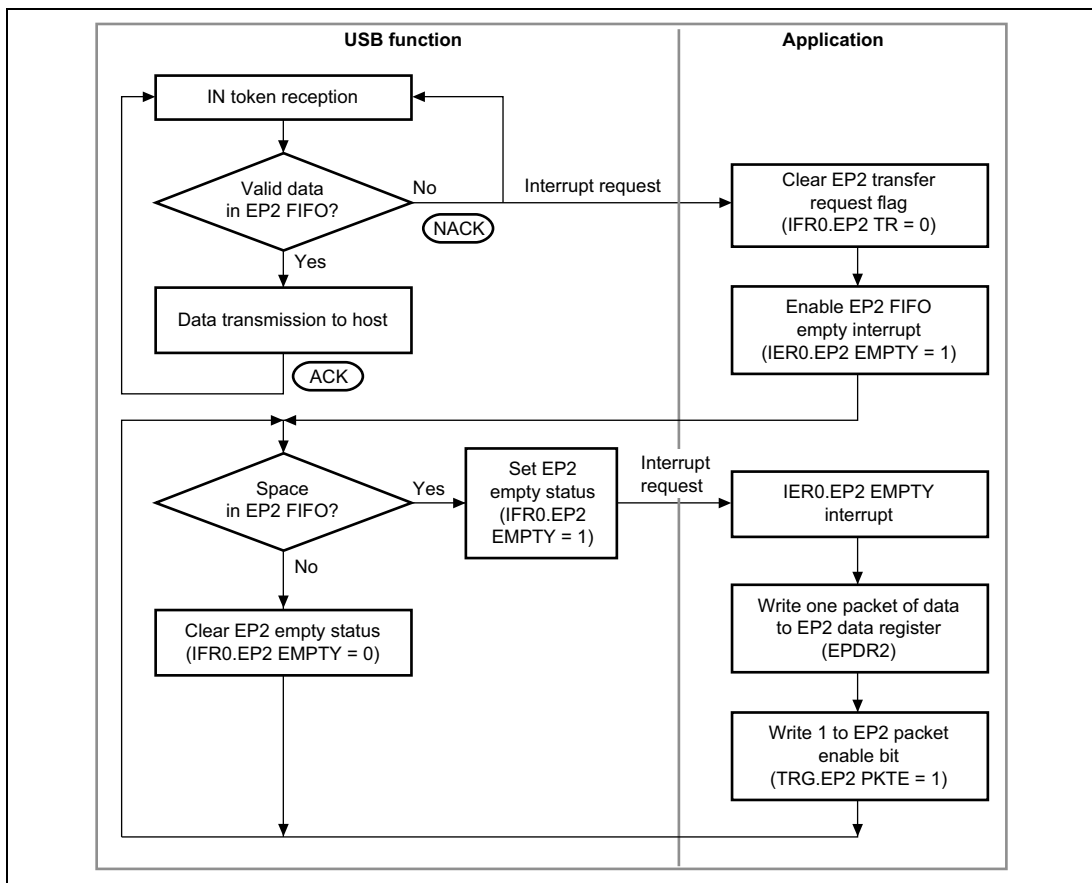 USB function
Application
IN token reception
Valid data
in EP2 FIFO?
No
NACK
Interrupt request
Clear EP2 transfer
request flag
(IFR0.EP2 TR = 0)
Yes
Data transmission to host
ACK
Enable EP2 FIFO
empty interrupt
(IER0.EP2 EMPTY = 1)
Space
in EP2 FIFO?
Yes
Set EP2
empty status
(IFR0.EP2
EMPTY = 1)
Interrupt
request
IER0.EP2 EMPTY
interrupt
No
Clear EP2 empty status
(IFR0.EP2 EMPTY = 0)
Write one packet of data
to EP2 data register
(EPDR2)
Write 1 to EP2 packet
enable bit
(TRG.EP2 PKTE = 1)